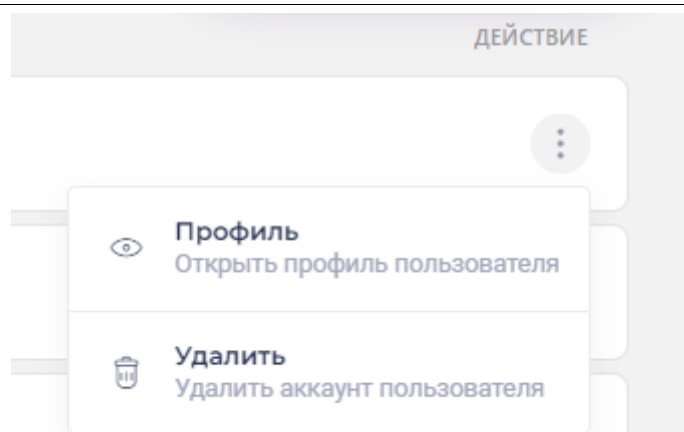 ДЕЙСТВИЕ
Профиль
Открыть профиль пользователя
Удалить
Удалить аккаунт пользователя